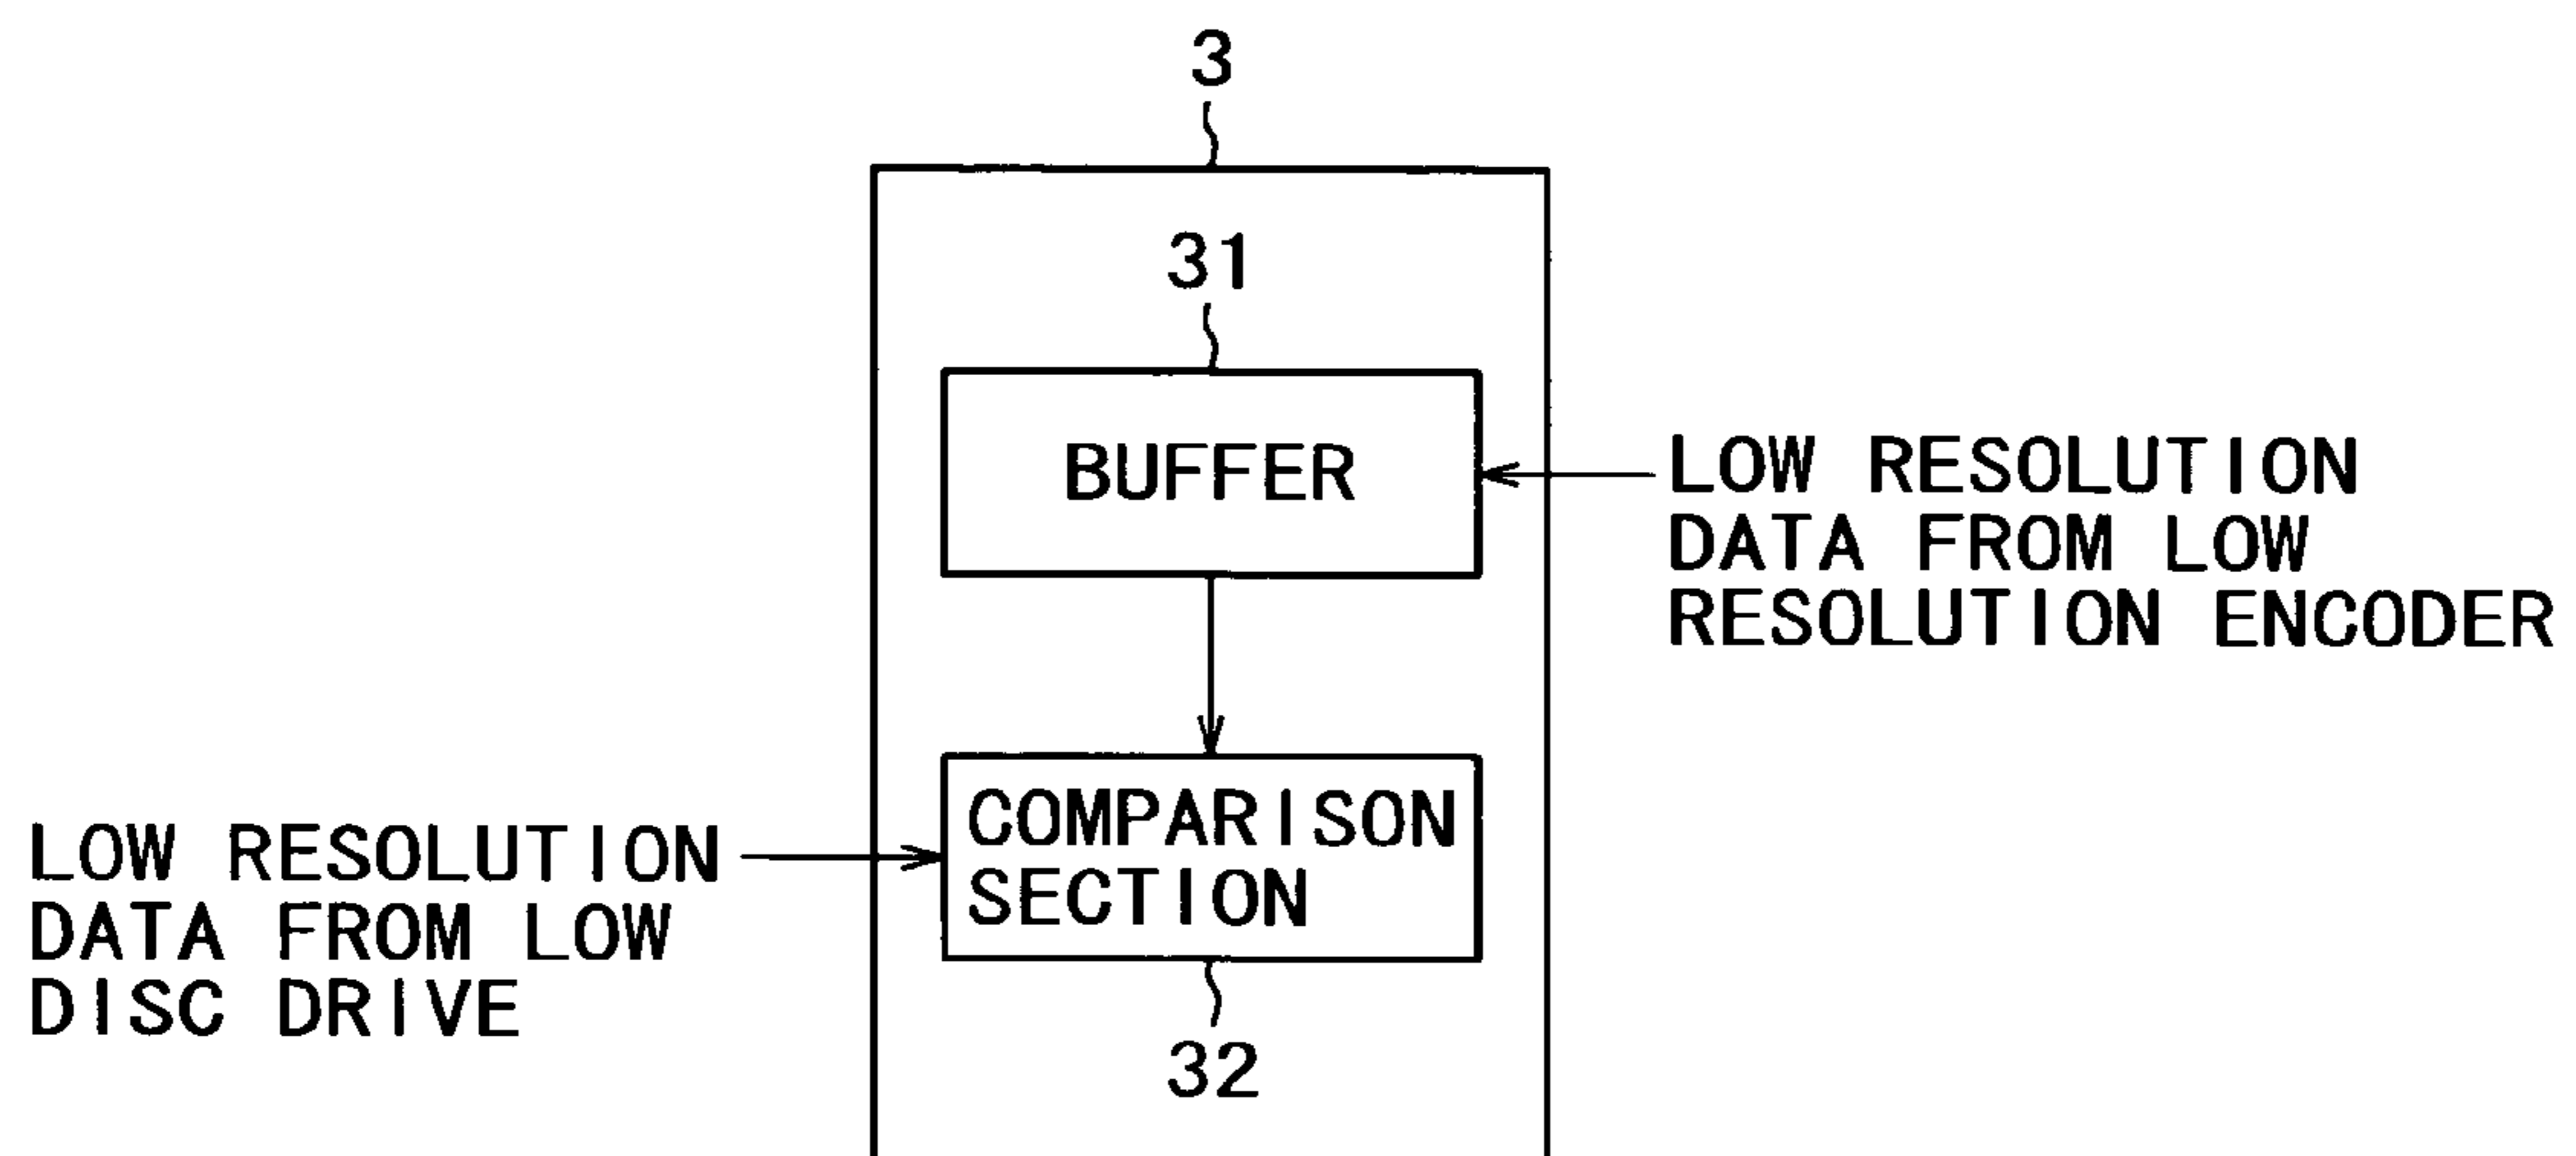 3
31
BUFFER
LOW RESOLUTION
DATA FROM LOW
RESOLUTION ENCODER
COMPARISON
SECTION
LOW RESOLUTION
DATA FROM LOW
DISC DRIVE
32